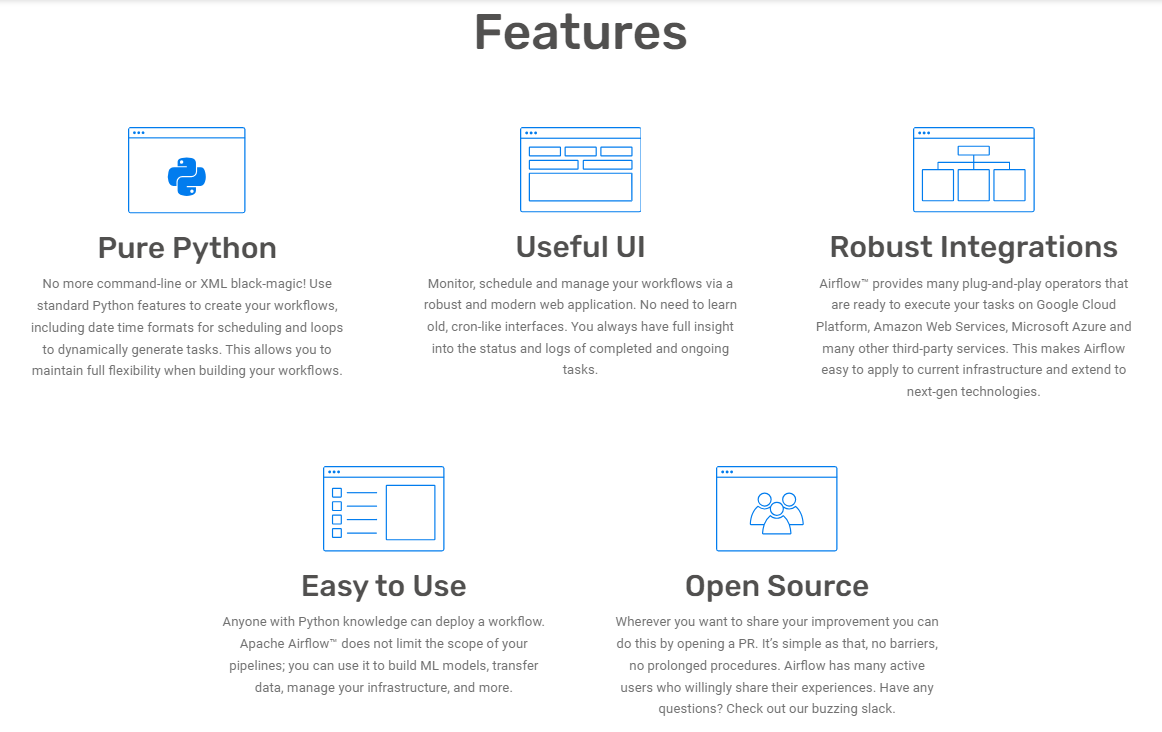 Features
Pure Python
No more command-line or XML black-magic! Use
standard Python features to create your workflows,
including date time formats for scheduling and loops
to dynamically generate tasks. This allows you to
maintain full flexibility when building your workflows.
Useful UI
Monitor, schedule and manage your workflows via a
robust and modern web application. No need to learn
old, cron-like interfaces. You always have full insight
into the status and logs of completed and ongoing
tasks.
Robust Integrations
Airflow™ provides many plug-and-play operators that
are ready to execute your tasks on Google Cloud
Platform, Amazon Web Services, Microsoft Azure and
many other third-party services. This makes Airflow
easy to apply to current infrastructure and extend to
next-gen technologies.
Easy to Use
Anyone with Python knowledge can deploy a workflow.
Apache Airflow™ does not limit the scope of your
pipelines; you can use it to build ML models, transfer
data, manage your infrastructure, and more.
Open Source
Wherever you want to share your improvement you can
do this by opening a PR. It’s simple as that, no barriers,
no prolonged procedures. Airflow has many active
users who willingly share their experiences. Have any
questions? Check out our buzzing slack.